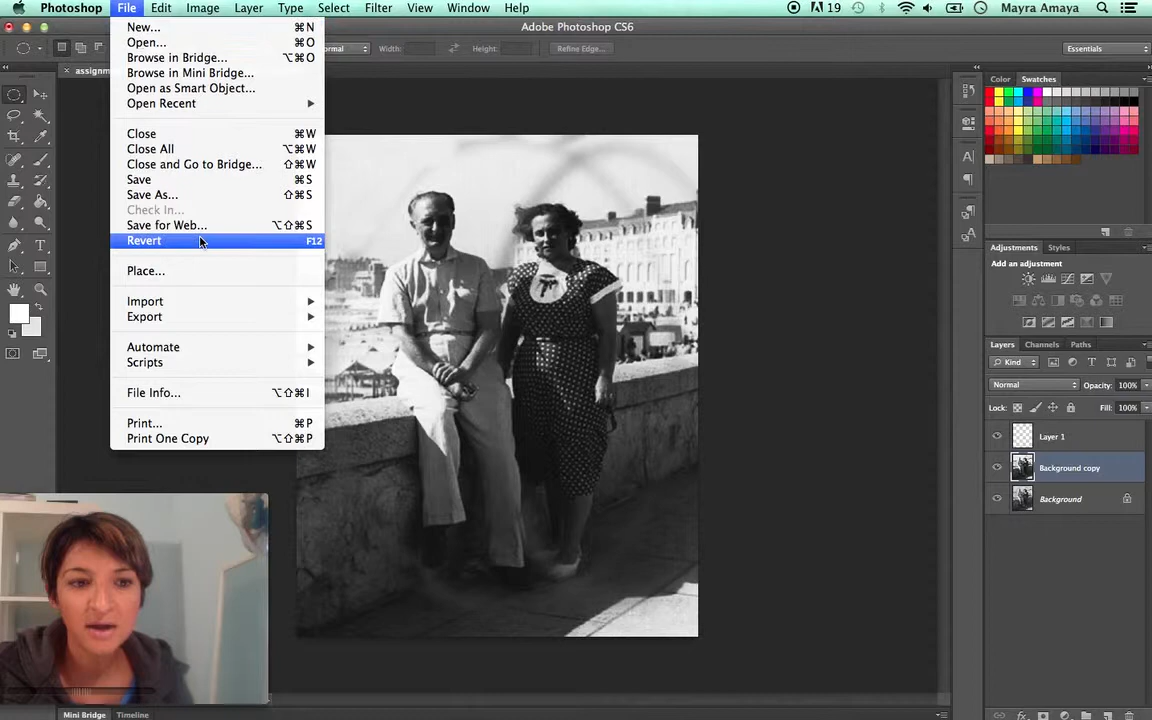 Photoshop File Edit Image Layer Type Select Filter View Window Help 19 Mayra Amaya
Adobe Photoshop CS6
rmal Width: Height: Refine Edge... Essentials
assignm
New... ⌘N
Open... ⌘O
Browse in Bridge... ⌥⌘O
Browse in Mini Bridge...
Open as Smart Object...
Open Recent
Close ⌘W
Close All ⌥⌘W
Close and Go to Bridge... ⇧⌘W
Save ⌘S
Save As... ⇧⌘S
Check In...
Save for Web... ⌥⇧⌘S
Revert F12
Place...
Import
Export
Automate
Scripts
File Info... ⌥⇧⌘I
Print... ⌘P
Print One Copy ⌥⇧⌘P
Color Swatches
Adjustments Styles
Add an adjustment
Layers Channels Paths
Kind
Normal Opacity: 100%
Lock: Fill: 100%
Layer 1
Background copy
Background
Mini Bridge Timeline